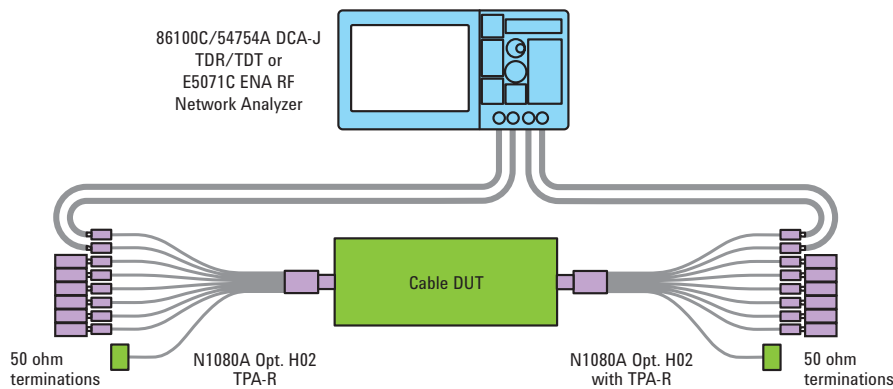 86100C/54754A DCA-J
TDR/TDT or
E5071C ENA RF
Network Analyzer
Cable DUT
50 ohm
terminations
N1080A Opt. H02
TPA-R
N1080A Opt. H02
with TPA-R
50 ohm
terminations